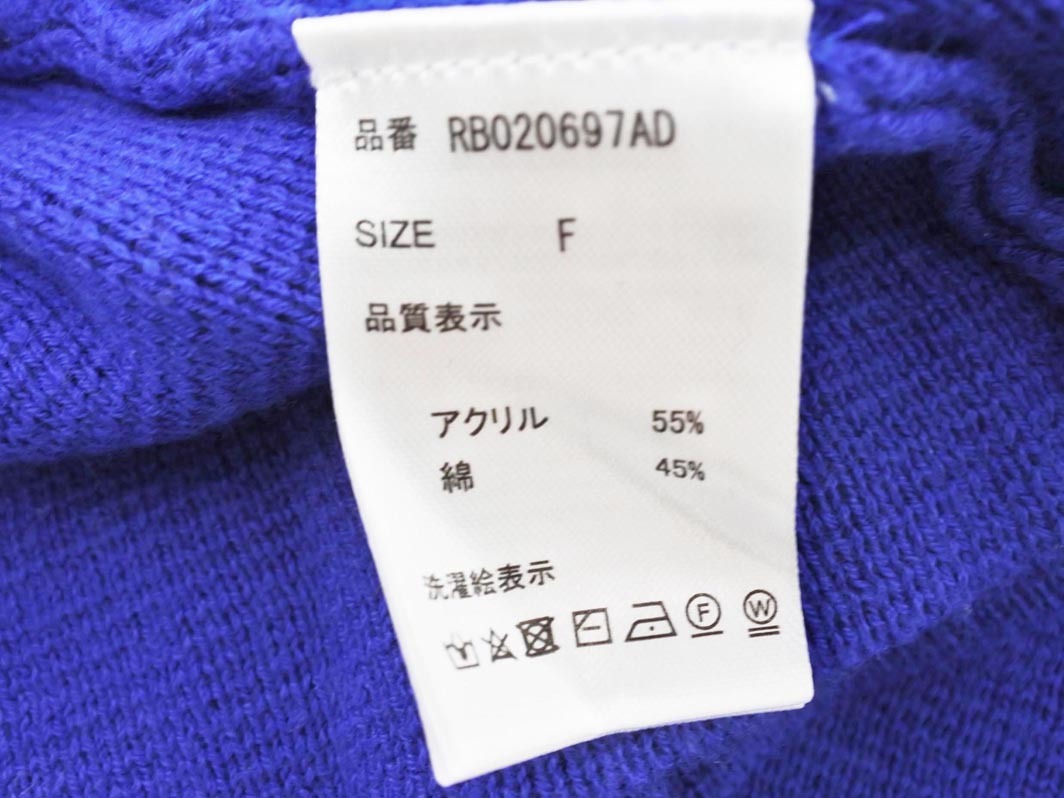 品番 RB020697AD
SIZE F
品質表示
アクリル 55%
綿 45%
洗濯絵表示
F W